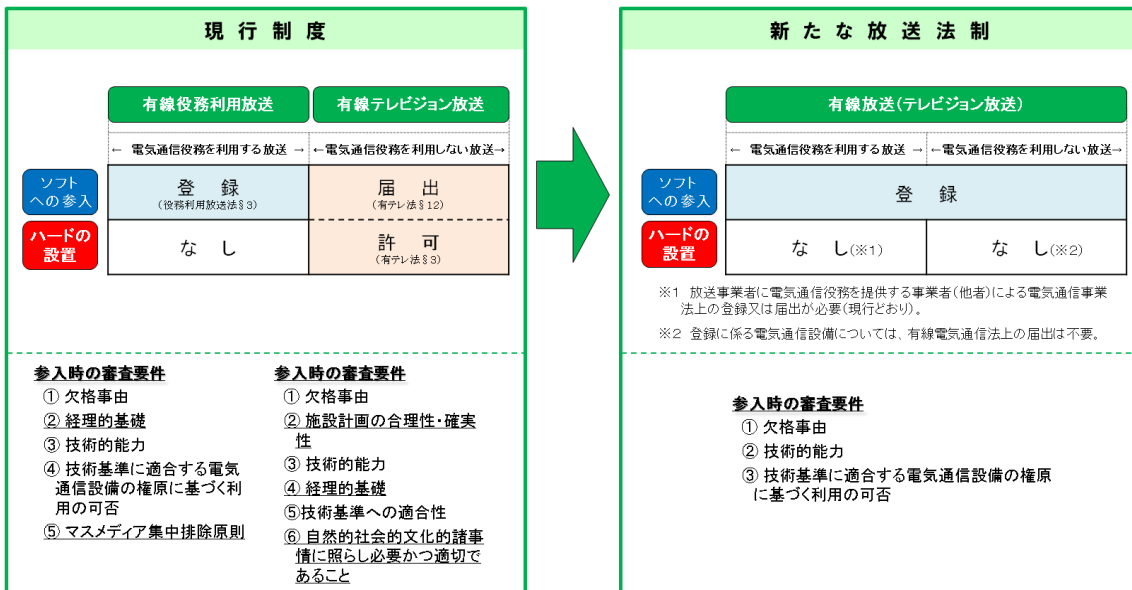 現行制度
有線役務利用放送
有線テレビジョン放送
← 電気通信役務を利用する放送 →
←電気通信役務を利用しない放送→
ソフト
への参入
登録
(役務利用放送法§3)
届出
(有テレ法§12)
ハードの
設置
なし
許可
(有テレ法§3)
参入時の審査要件
① 欠格事由
② 経理的基礎
③ 技術的能力
④ 技術基準に適合する電気
通信設備の権原に基づく利
用の可否
⑤ マスメディア集中排除原則
参入時の審査要件
① 欠格事由
② 施設計画の合理性・確実
性
③ 技術的能力
④ 経理的基礎
⑤技術基準への適合性
⑥ 自然的社会的文化的諸事
情に照らし必要かつ適切で
あること
新たな放送法制
有線放送(テレビジョン放送)
← 電気通信役務を利用する放送 →
←電気通信役務を利用しない放送→
ソフト
への参入
登録
ハードの
設置
なし(※1)
なし(※2)
※1 放送事業者に電気通信役務を提供する事業者(他者)による電気通信事業
法上の登録又は届出が必要(現行どおり)。
※2 登録に係る電気通信設備については、有線電気通信法上の届出は不要。
参入時の審査要件
① 欠格事由
② 技術的能力
③ 技術基準に適合する電気通信設備の権原
に基づく利用の可否